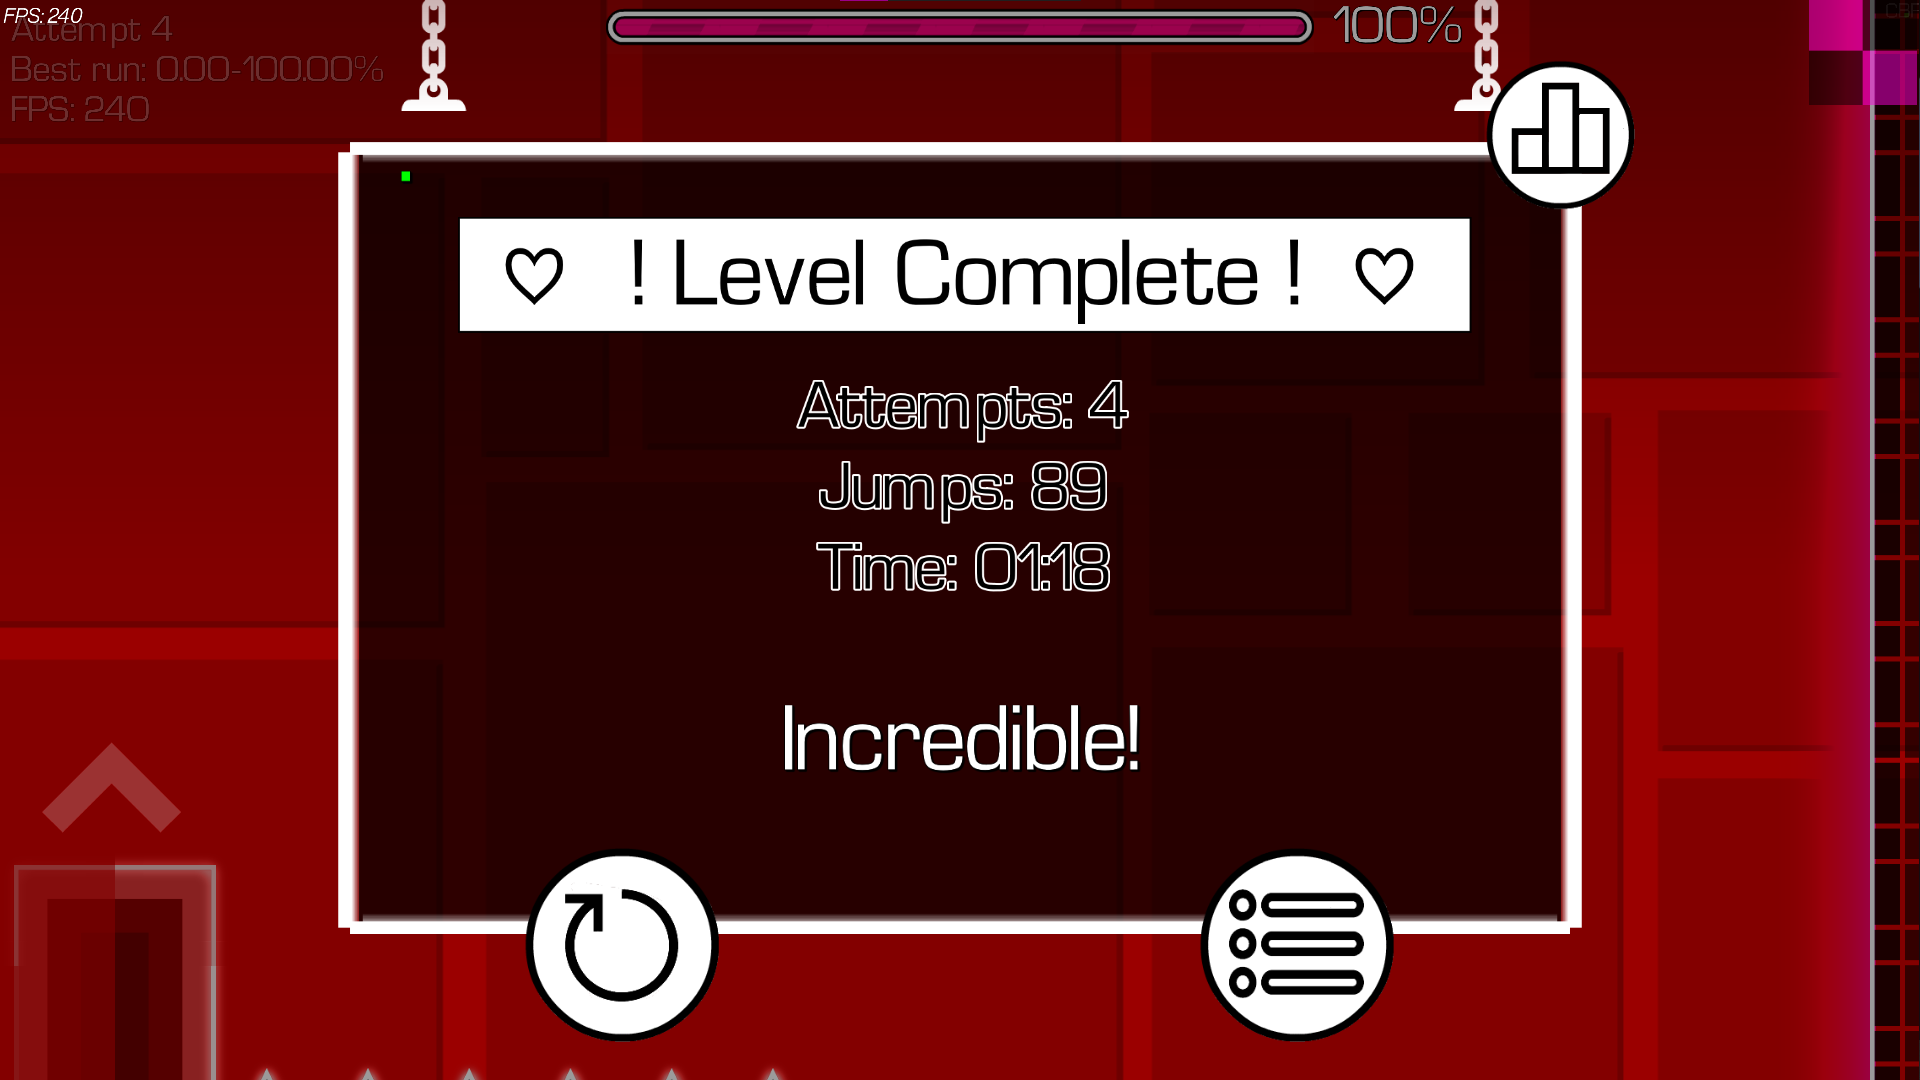 FPS: 240
Attempt 4
Best run: 0.00-100.00%
FPS: 240
100%
♡ ! Level Complete ! ♡
Attempts: 4
Jumps: 89
Time: 01:18
Incredible!